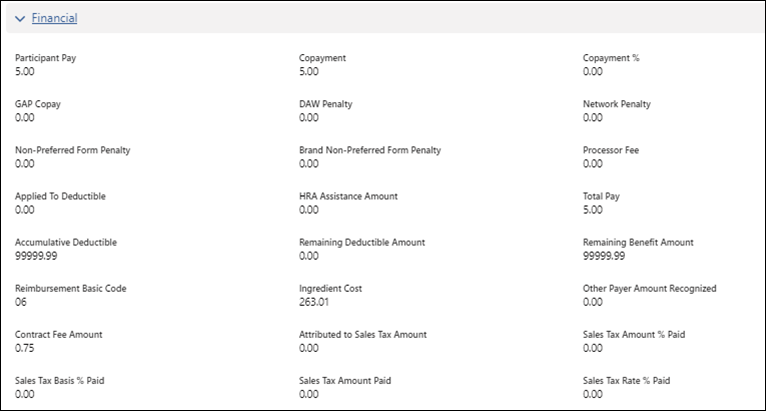 Financial
Participant Pay Copayment Copayment %
5.00 5.00 0.00
GAP Copay DAW Penalty Network Penalty
0.00 0.00 0.00
Non-Preferred Form Penalty Brand Non-Preferred Form Penalty Processor Fee
0.00 0.00 0.00
Applied To Deductible HRA Assistance Amount Total Pay
0.00 0.00 5.00
Accumulative Deductible Remaining Deductible Amount Remaining Benefit Amount
99999.99 0.00 99999.99
Reimbursement Basic Code Ingredient Cost Other Payer Amount Recognized
06 263.01 0.00
Contract Fee Amount Attributed to Sales Tax Amount Sales Tax Amount % Paid
0.75 0.00 0.00
Sales Tax Basis % Paid Sales Tax Amount Paid Sales Tax Rate % Paid
0.00 0.00 0.00